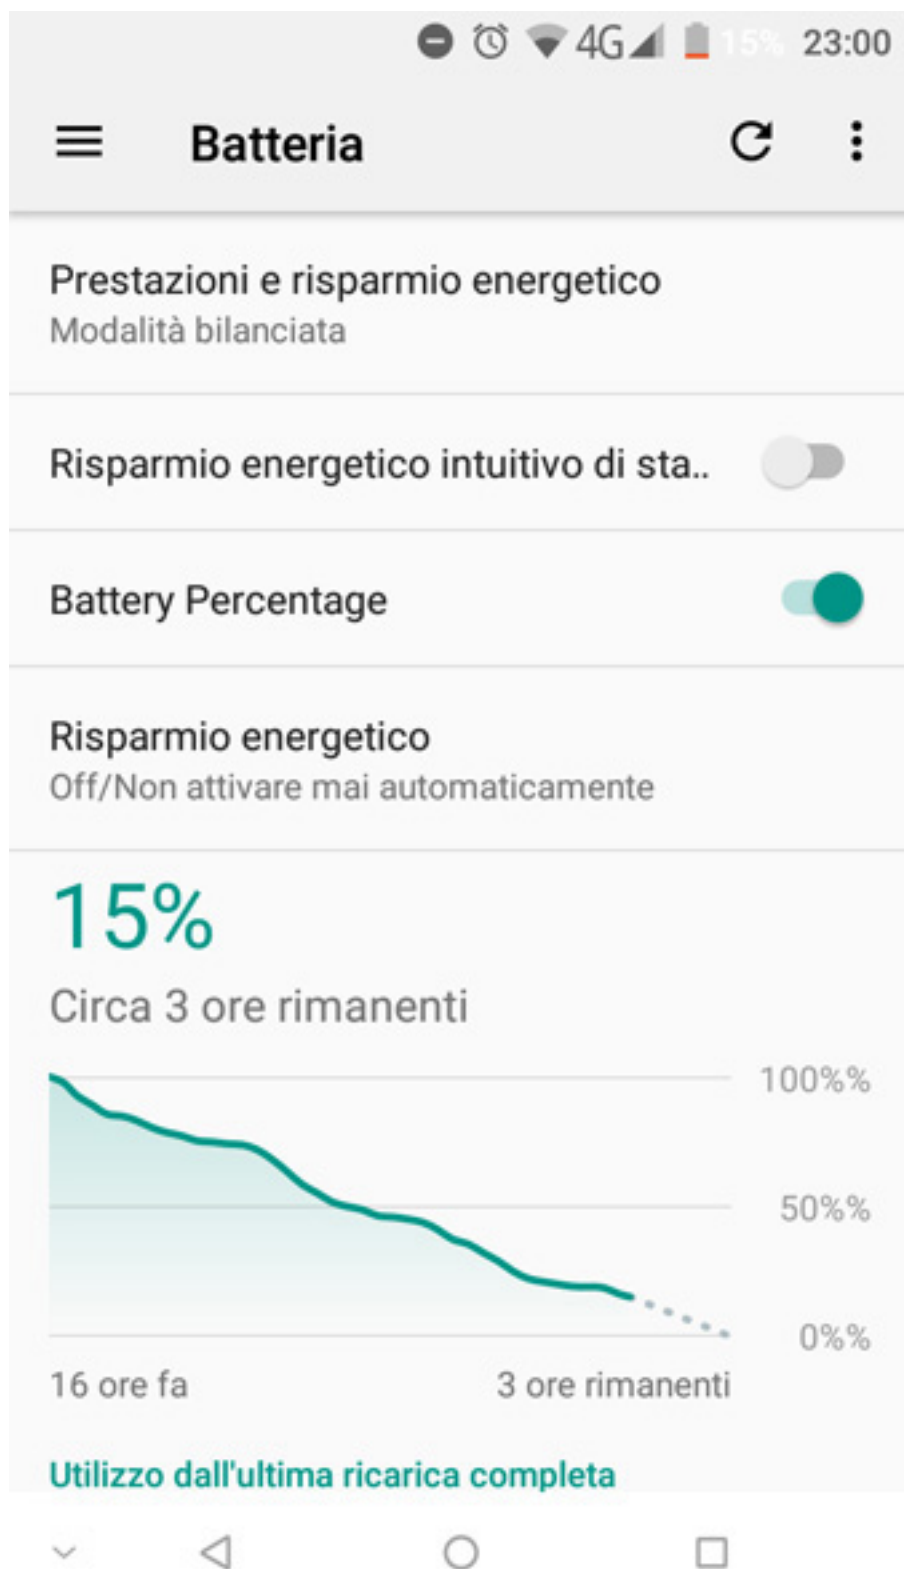 4G 15% 23:00
Batteria
Prestazioni e risparmio energetico
Modalità bilanciata
Risparmio energetico intuitivo di sta..
Battery Percentage
Risparmio energetico
Off/Non attivare mai automaticamente
15%
Circa 3 ore rimanenti
100%%
50%%
0%%
16 ore fa 3 ore rimanenti
Utilizzo dall'ultima ricarica completa